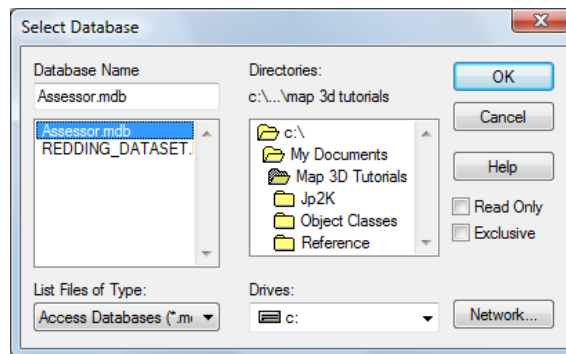 Select Database
Database Name
Assessor.mdb
Assessor.mdb
REDDING_DATASET.
List Files of Type:
Access Databases (*.m
Directories:
c:\...\map 3d tutorials
c:\
My Documents
Map 3D Tutorials
Jp2K
Object Classes
Reference
Drives:
c:
OK
Cancel
Help
Read Only
Exclusive
Network...